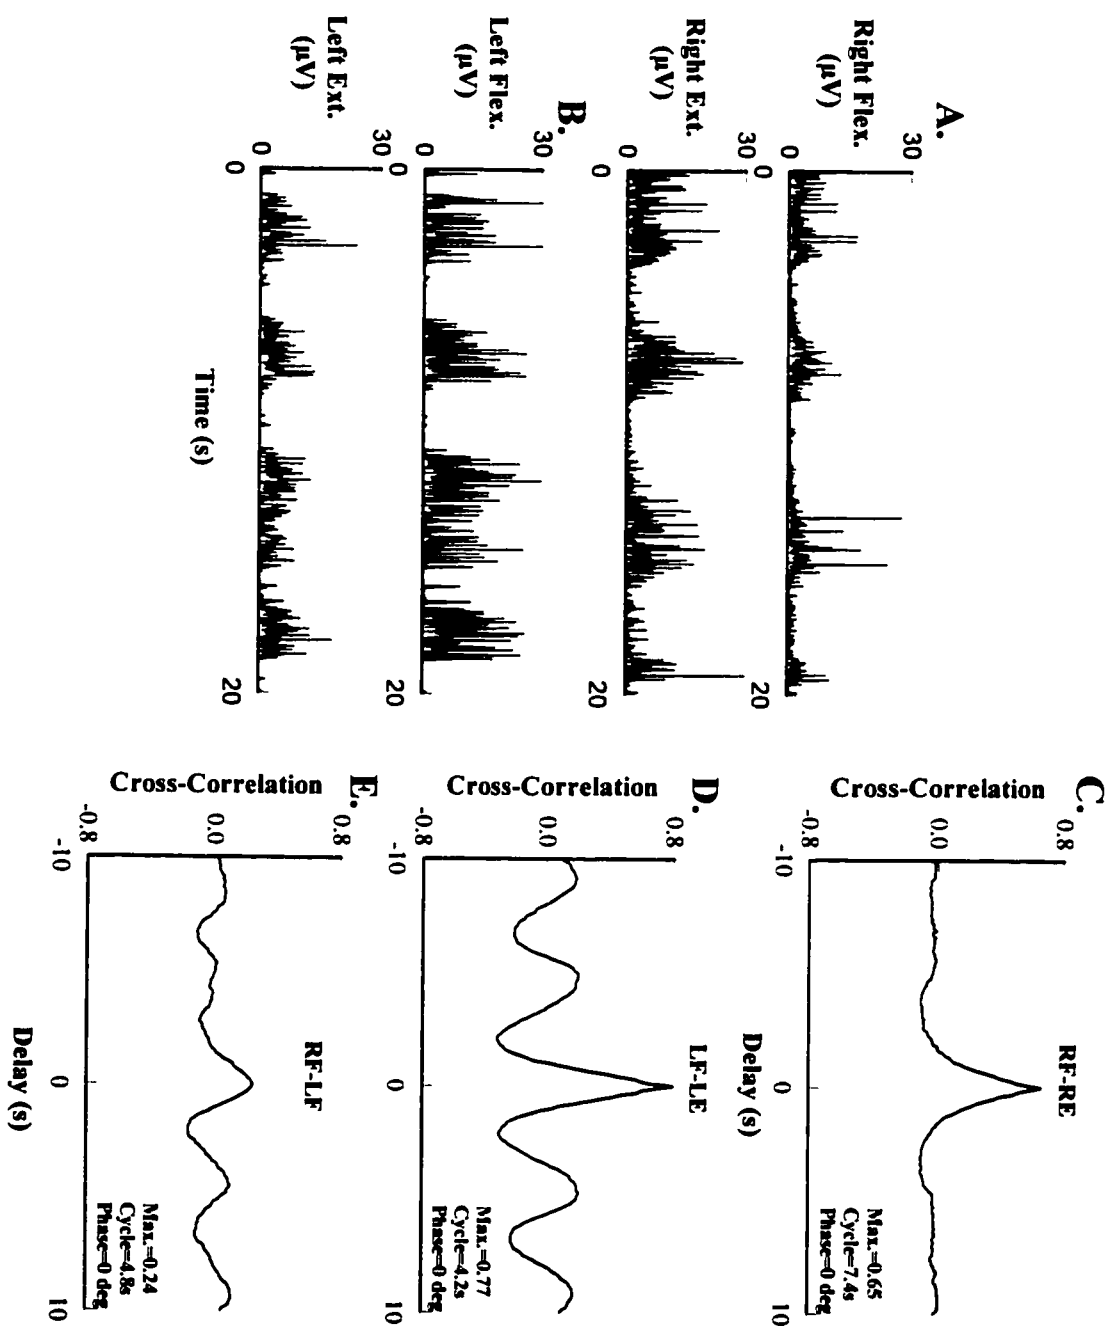 A.
Right Flex.
(µV)
30
0
0
20
Right Ext.
(µV)
30
0
0
20
B.
Left Flex.
(µV)
30
0
0
20
Left Ext.
(µV)
30
0
0
20
Time (s)
C.
Cross-Correlation
0.8
0.0
-0.8
RF-RE
Max.=0.65
Cycle=7.4s
Phase=0 deg
-10
0
10
Delay (s)
D.
Cross-Correlation
0.8
0.0
-0.8
LF-LE
Max.=0.77
Cycle=4.2s
Phase=0 deg
-10
0
10
E.
Cross-Correlation
0.8
0.0
-0.8
RF-LF
Max.=0.24
Cycle=4.8s
Phase=0 deg
-10
0
10
Delay (s)